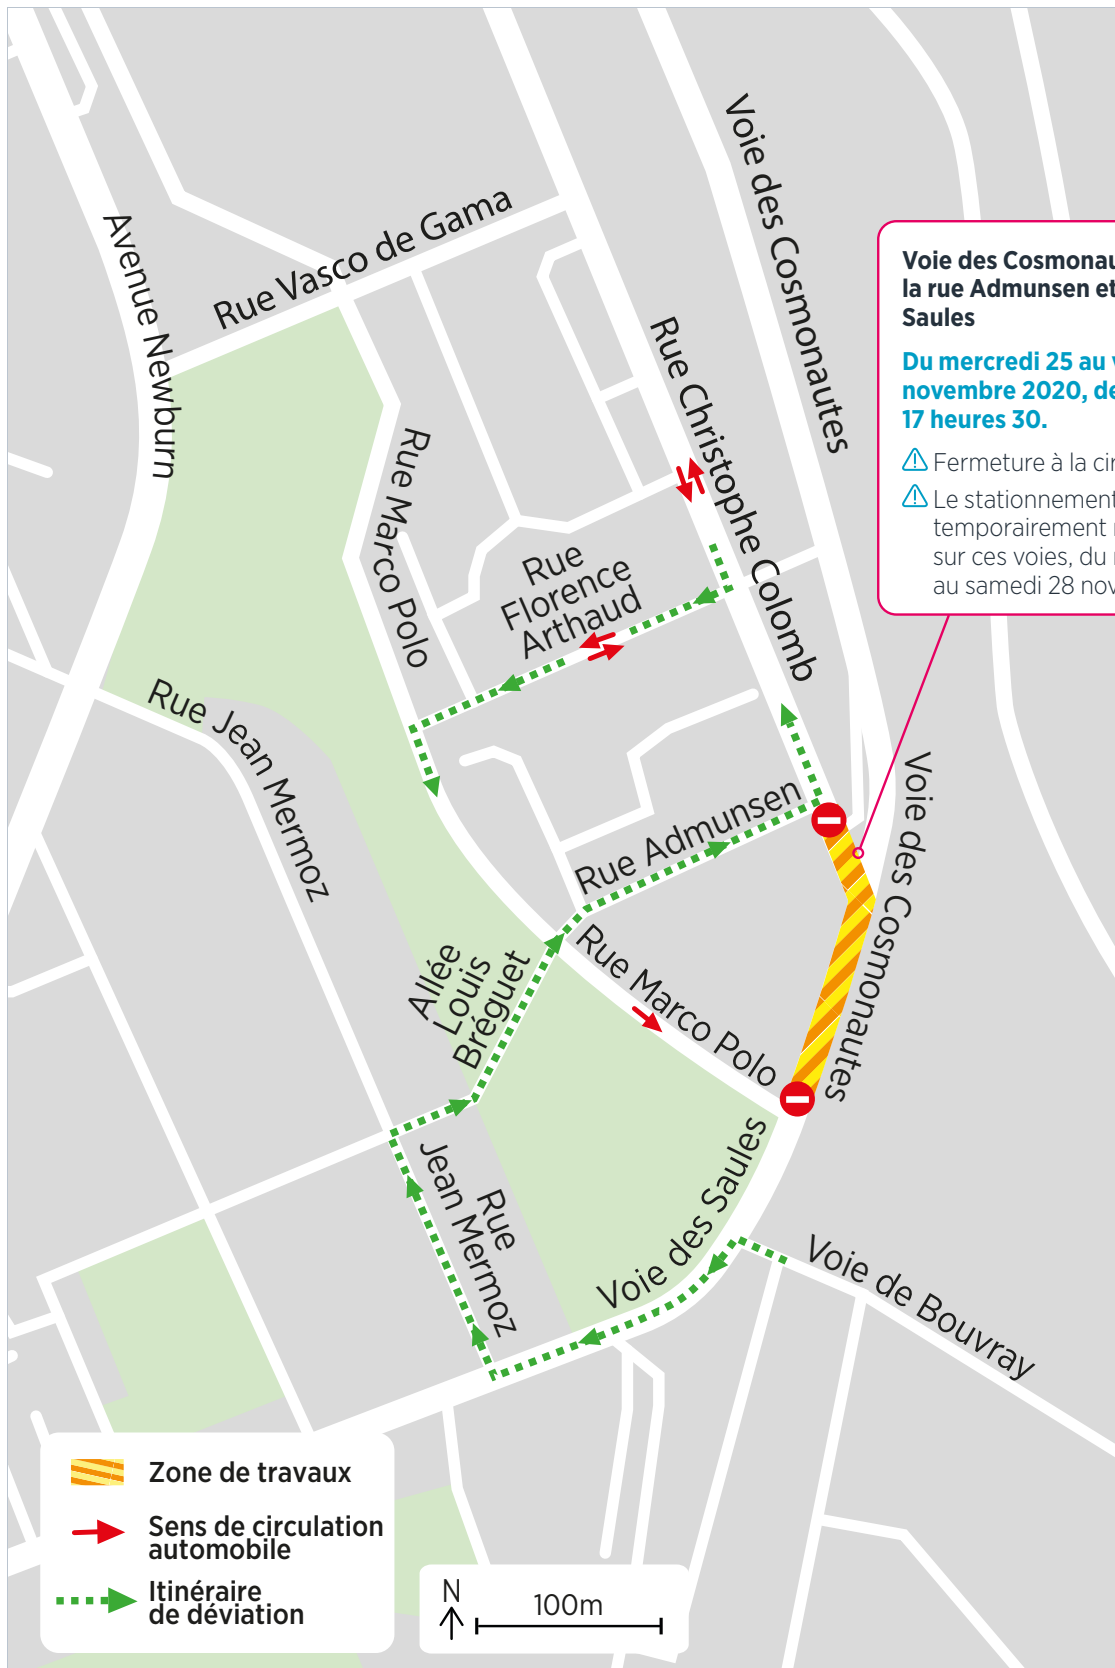 Voie des Cosmonautes
Rue Vasco de Gama
Avenue Newburn
Voie des
la rue Admunsen et
Saules
Du mercredi 25 au
novembre 2020, de
17 heures 30.
Fermeture à la
Le stationnement
temporairement
sur ces voies, du
au samedi 28
Rue Christophe Colomb
Rue Marco Polo
Rue
Florence
Arthaud
Rue Jean Mermoz
Voie des Cosmonautes
Rue Admunsen
Allée
Louis
Bréguet
Rue Marco Polo
Rue
Jean Mermoz
Voie des Saules
Voie de Bouvray
Zone de travaux
Sens de circulation
automobile
Itinéraire
de déviation
N
100m